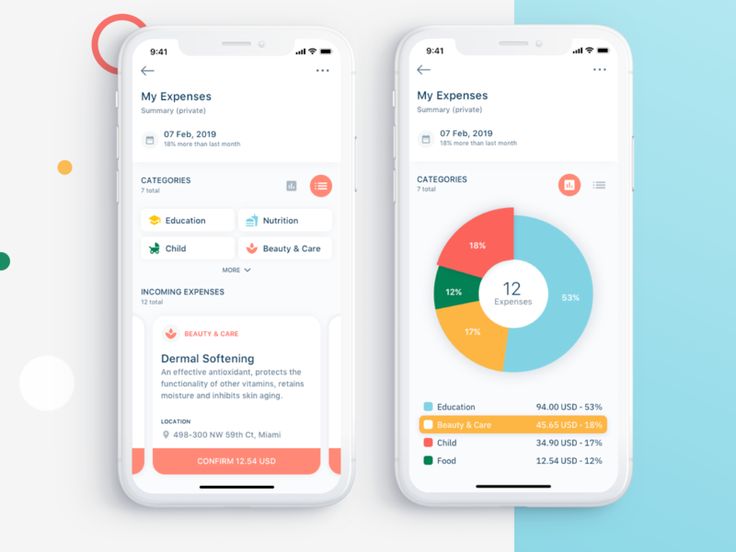 9:41
My Expenses
Summary (private)
07 Feb, 2019
18% more than last month
CATEGORIES
7 total
Education
Nutrition
Child
Beauty & Care
MORE
INCOMING EXPENSES
12 total
BEAUTY & CARE
Dermal Softening
An effective antioxidant, protects the
functionality of other vitamins, retains
moisture and inhibits skin aging.
LOCATION
498-300 NW 59th Ct, Miami
CONFIRM 12.54 USD
9:41
My Expenses
Summary (private)
07 Feb, 2019
18% more than last month
CATEGORIES
7 total
18%
12%
17%
53%
12
Expenses
Education 94.00 USD - 53%
Beauty & Care 45.65 USD - 18%
Child 34.90 USD - 17%
Food 12.54 USD - 12%